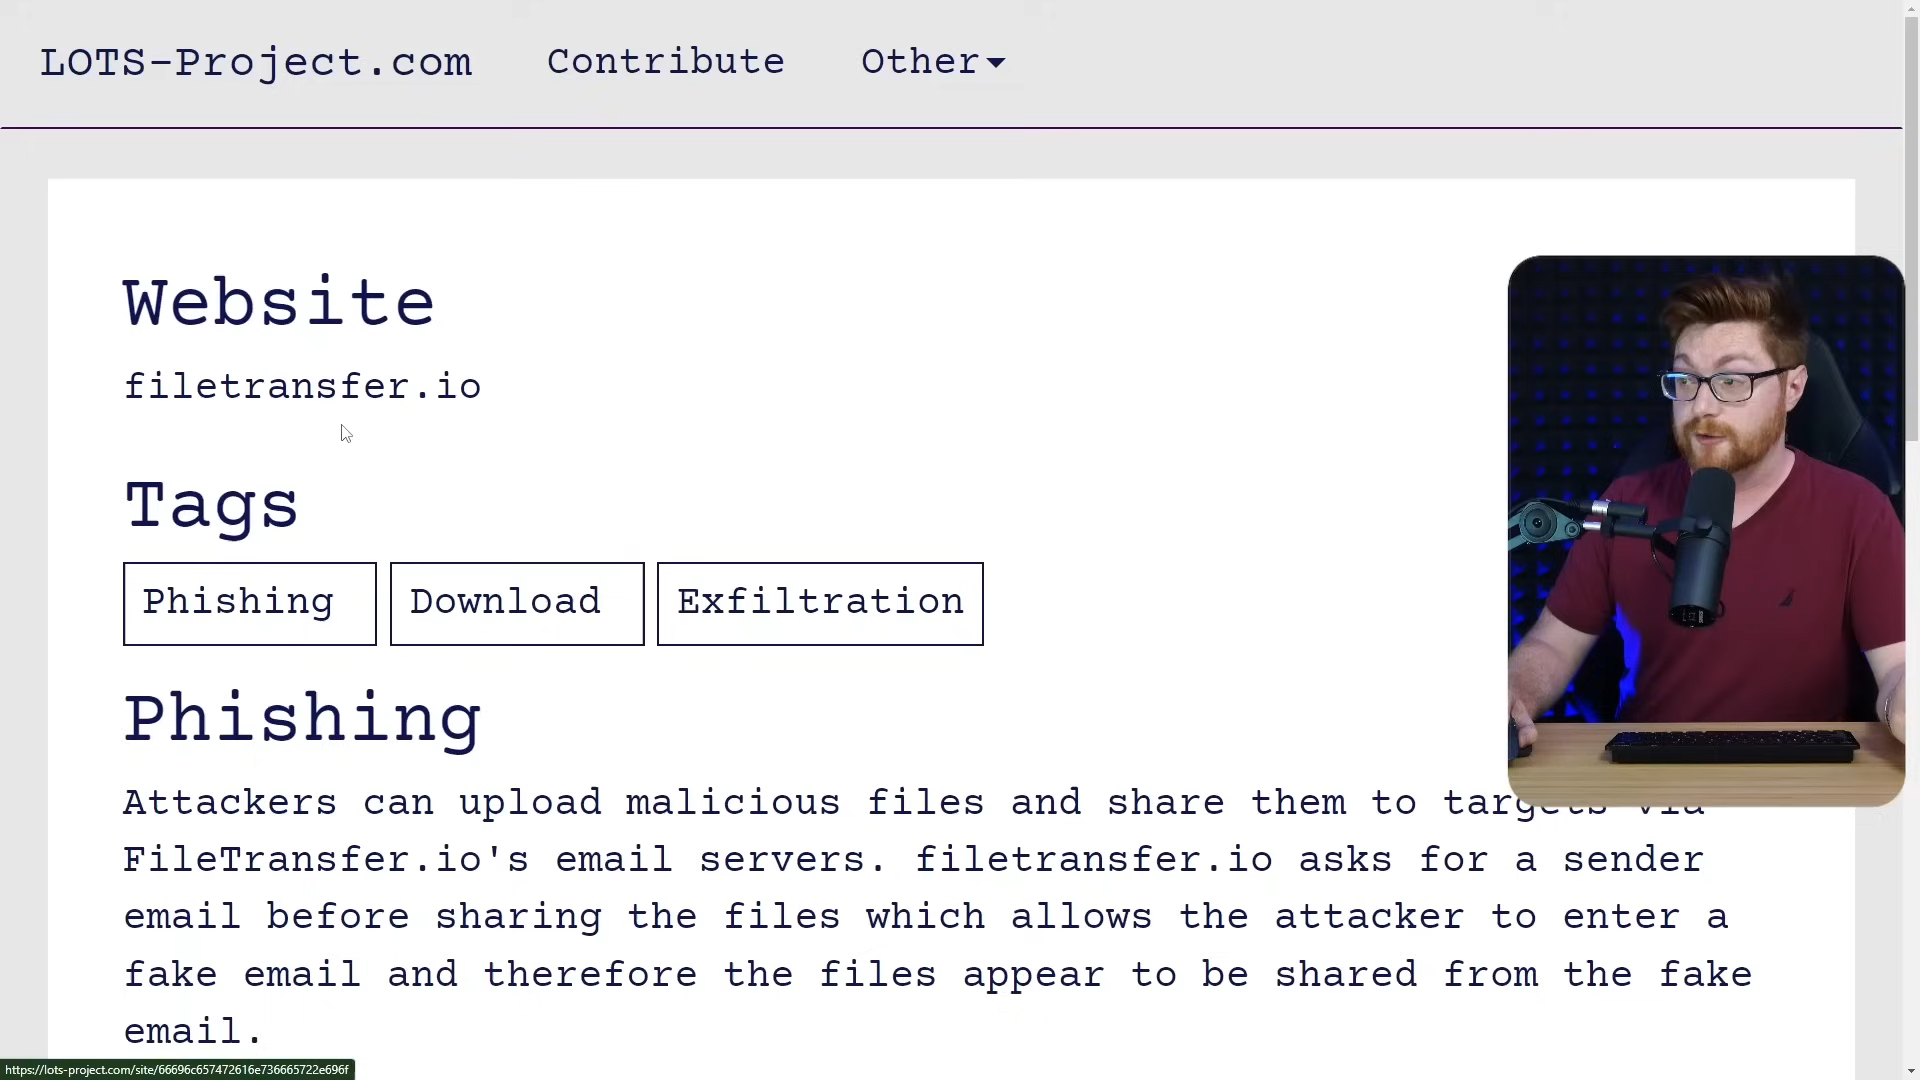 LOTS-Project.com Contribute Other
Website
filetransfer.io
Tags
Phishing Download Exfiltration
Phishing
Attackers can upload malicious files and share them to targets via
FileTransfer.io's email servers. filetransfer.io asks for a sender
email before sharing the files which allows the attacker to enter a
fake email and therefore the files appear to be shared from the fake
email.
https://lots-project.com/site/66696c657472616e736665722e696f